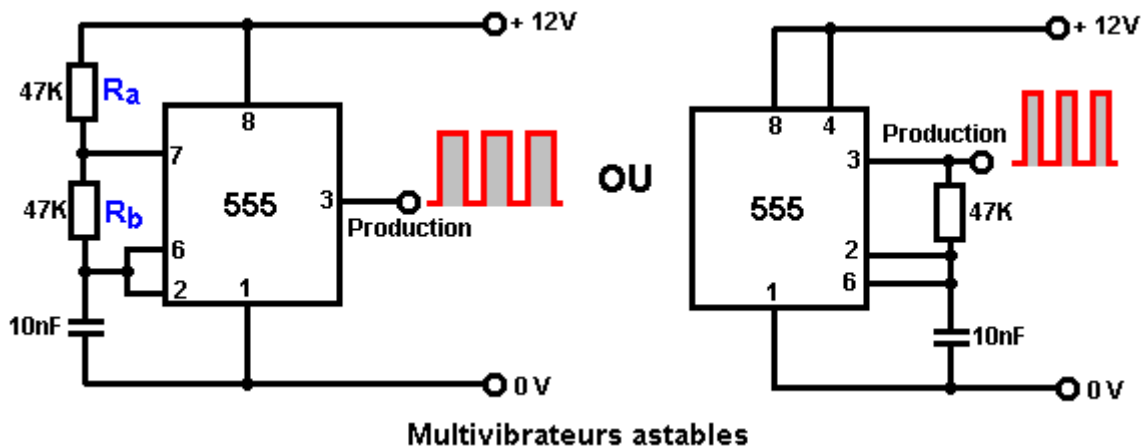 + 12V
47K
Ra
8
7
47K
Rb
555
3
Production
6
2
1
10nF
0 V
OU
+ 12V
8
4
Production
3
555
47K
2
6
1
10nF
0 V
Multivibrateurs astables